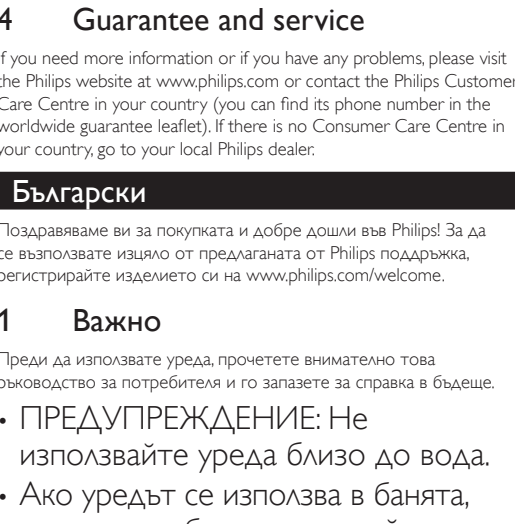 4 Guarantee and service
If you need more information or if you have any problems, please visit
the Philips website at www.philips.com or contact the Philips Customer
Care Centre in your country (you can find its phone number in the
worldwide guarantee leaflet). If there is no Consumer Care Centre in
your country, go to your local Philips dealer.
Български
Поздравяваме ви за покупката и добре дошли във Philips! За да
се възползвате изцяло от предлаганата от Philips поддръжка,
регистрирайте изделието си на www.philips.com/welcome.
1 Важно
Преди да използвате уреда, прочетете внимателно това
ръководство за потребителя и го запазете за справка в бъдеще.
• ПРЕДУПРЕЖДЕНИЕ: Не
използвайте уреда близо до вода.
• Ако уредът се използва в банята,